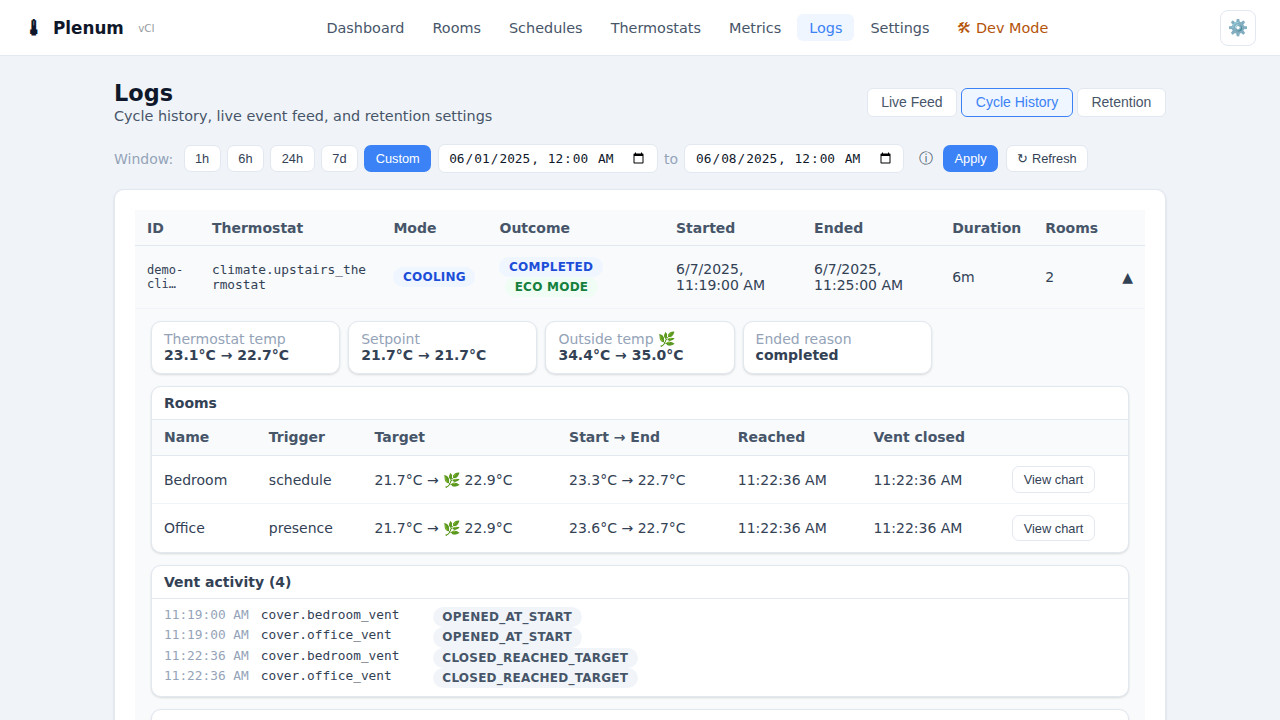 🌡 Plenum vCI Dashboard Rooms Schedules Thermostats Metrics Logs Settings 🛠 Dev Mode ⚙️
Logs
Cycle history, live event feed, and retention settings
Live Feed Cycle History Retention
Window: 1h 6h 24h 7d Custom 06/01/2025, 12:00 AM to 06/08/2025, 12:00 AM ⓘ Apply ↻ Refresh
ID Thermostat Mode Outcome Started Ended Duration Rooms
demo-cli… climate.upstairs_thermostat COOLING COMPLETED ECO MODE 6/7/2025, 11:19:00 AM 6/7/2025, 11:25:00 AM 6m 2 ▲
Thermostat temp
23.1°C → 22.7°C
Setpoint
21.7°C → 21.7°C
Outside temp 🌿
34.4°C → 35.0°C
Ended reason
completed
Rooms
Name Trigger Target Start → End Reached Vent closed
Bedroom schedule 21.7°C → 🌿 22.9°C 23.3°C → 22.7°C 11:22:36 AM 11:22:36 AM View chart
Office presence 21.7°C → 🌿 22.9°C 23.6°C → 22.7°C 11:22:36 AM 11:22:36 AM View chart
Vent activity (4)
11:19:00 AM cover.bedroom_vent OPENED_AT_START
11:19:00 AM cover.office_vent OPENED_AT_START
11:22:36 AM cover.bedroom_vent CLOSED_REACHED_TARGET
11:22:36 AM cover.office_vent CLOSED_REACHED_TARGET